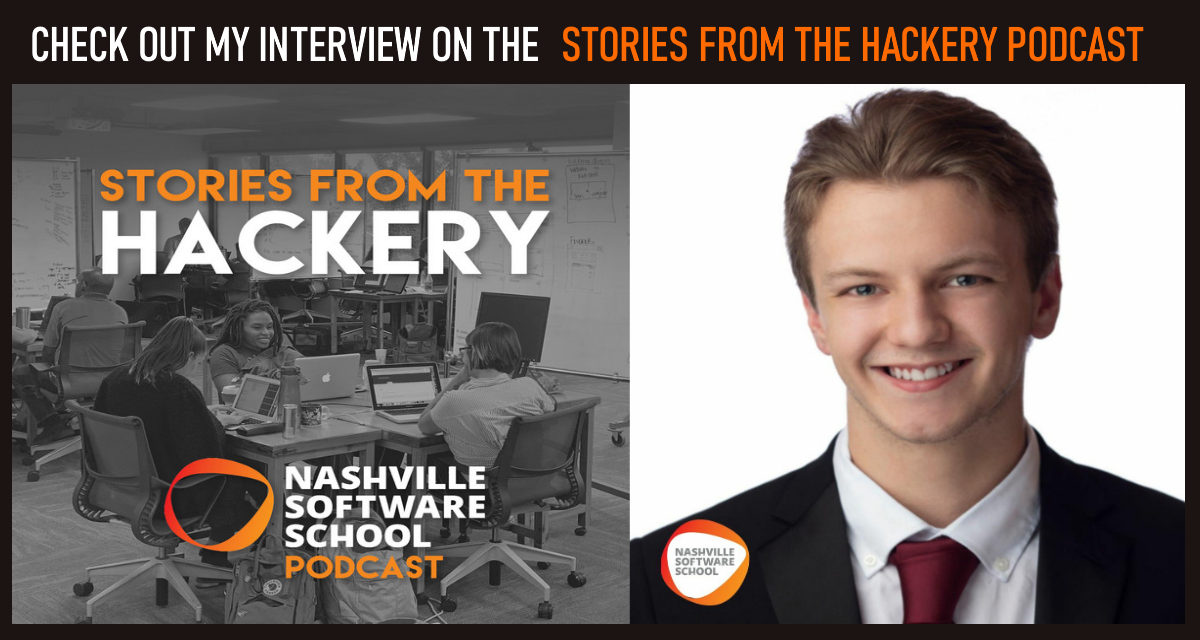 CHECK OUT MY INTERVIEW ON THE STORIES FROM THE HACKERY PODCAST
STORIES FROM THE
HACKERY
NASHVILLE
SOFTWARE
SCHOOL
PODCAST
NASHVILLE
SOFTWARE
SCHOOL